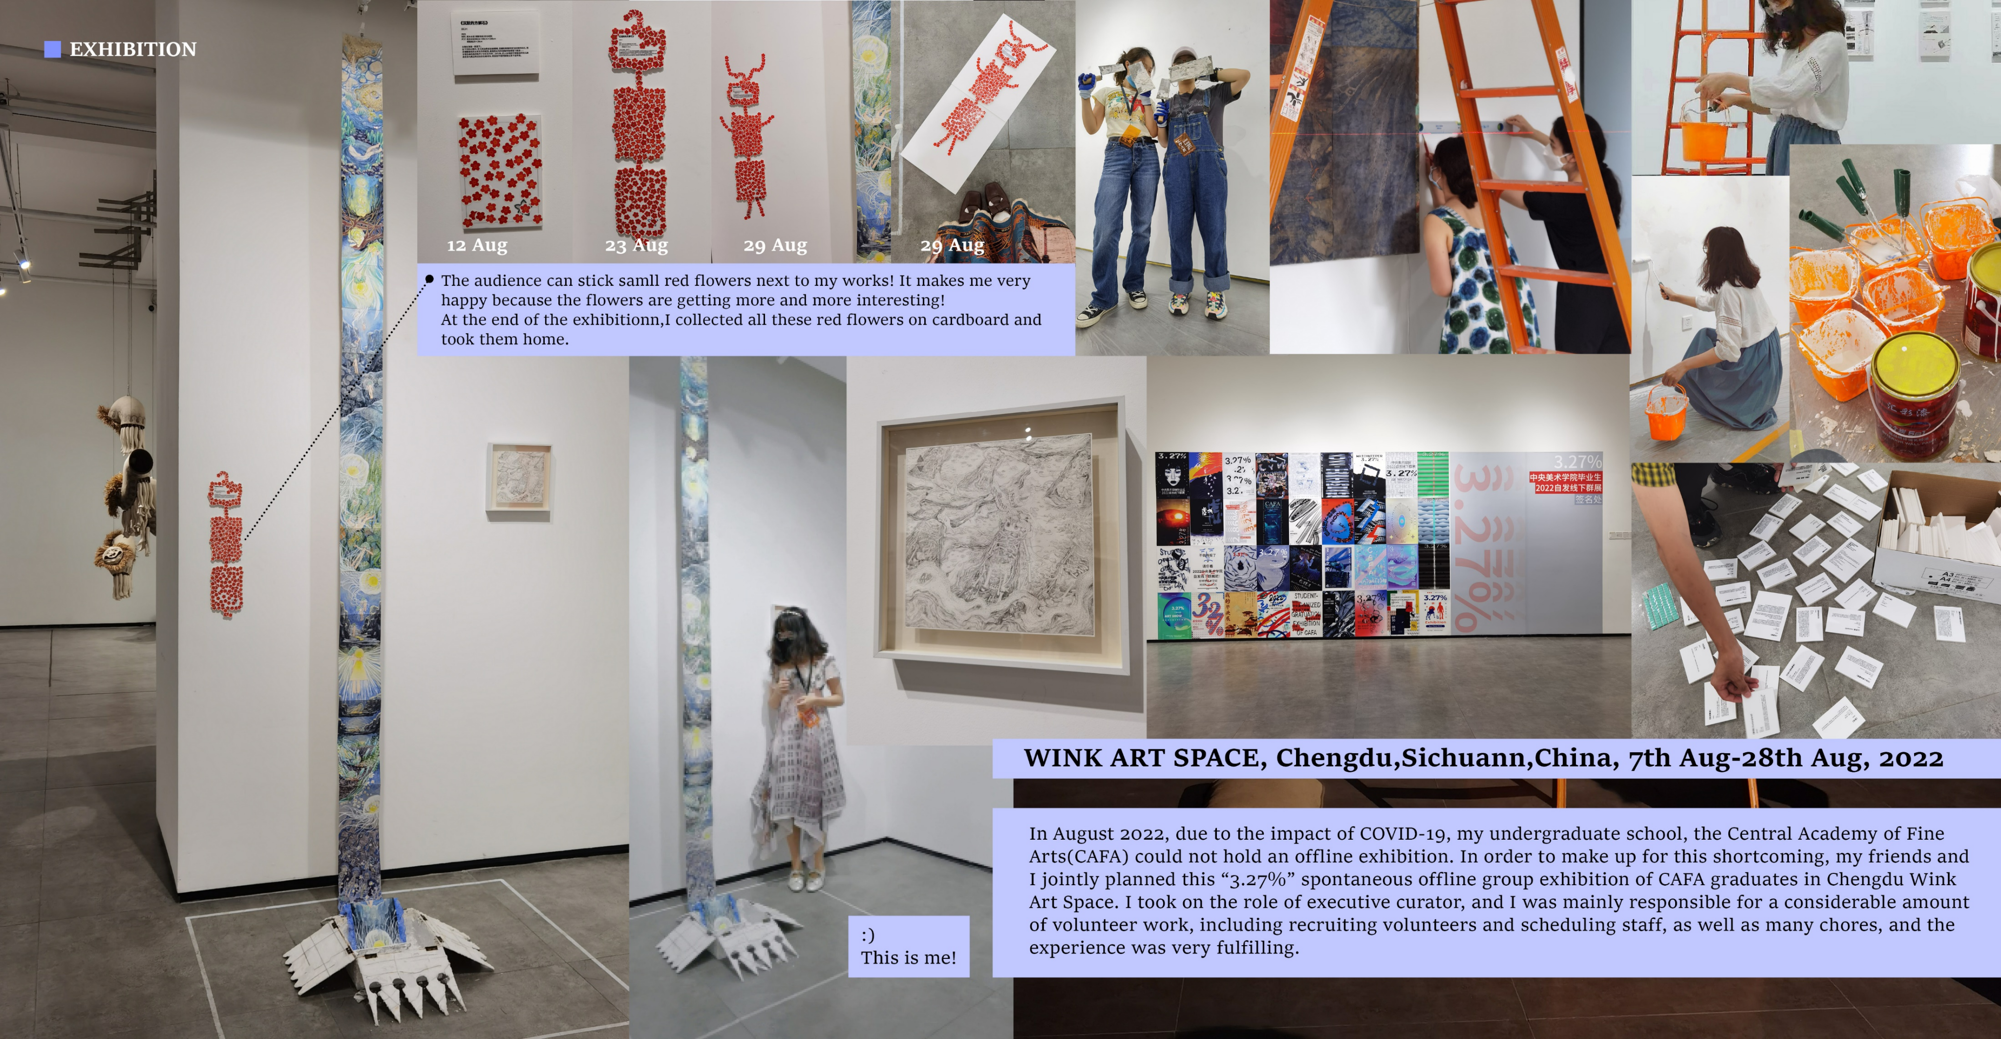 EXHIBITION
12 Aug
23 Aug
29 Aug
29 Aug
The audience can stick samll red flowers next to my works! It makes me very
happy because the flowers are getting more and more interesting!
At the end of the exhibitionn,I collected all these red flowers on cardboard and
took them home.
3.27%
3.27%
3.27%
中央美术学院毕业生
2022自发线下群展
签名处
A3
A4
WINK ART SPACE, Chengdu,Sichuann,China, 7th Aug-28th Aug, 2022
In August 2022, due to the impact of COVID-19, my undergraduate school, the Central Academy of Fine
Arts(CAFA) could not hold an offline exhibition. In order to make up for this shortcoming, my friends and
I jointly planned this “3.27%” spontaneous offline group exhibition of CAFA graduates in Chengdu Wink
Art Space. I took on the role of executive curator, and I was mainly responsible for a considerable amount
of volunteer work, including recruiting volunteers and scheduling staff, as well as many chores, and the
experience was very fulfilling.
:)
This is me!